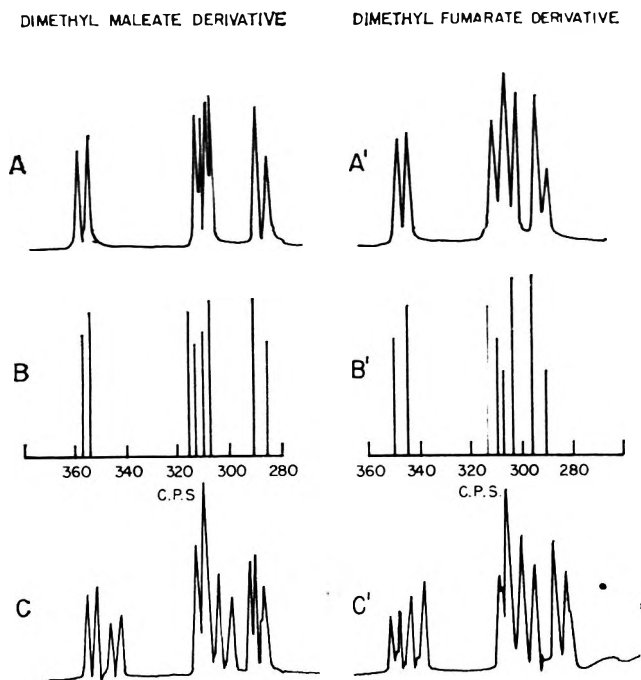 DIMETHYL MALEATE DERIVATIVE
DIMETHYL FUMARATE DERIVATIVE
A
A'
B
B'
360 340 320 300 280
C.P.S
360 340 320 300 280
C.P.S.
C
C'